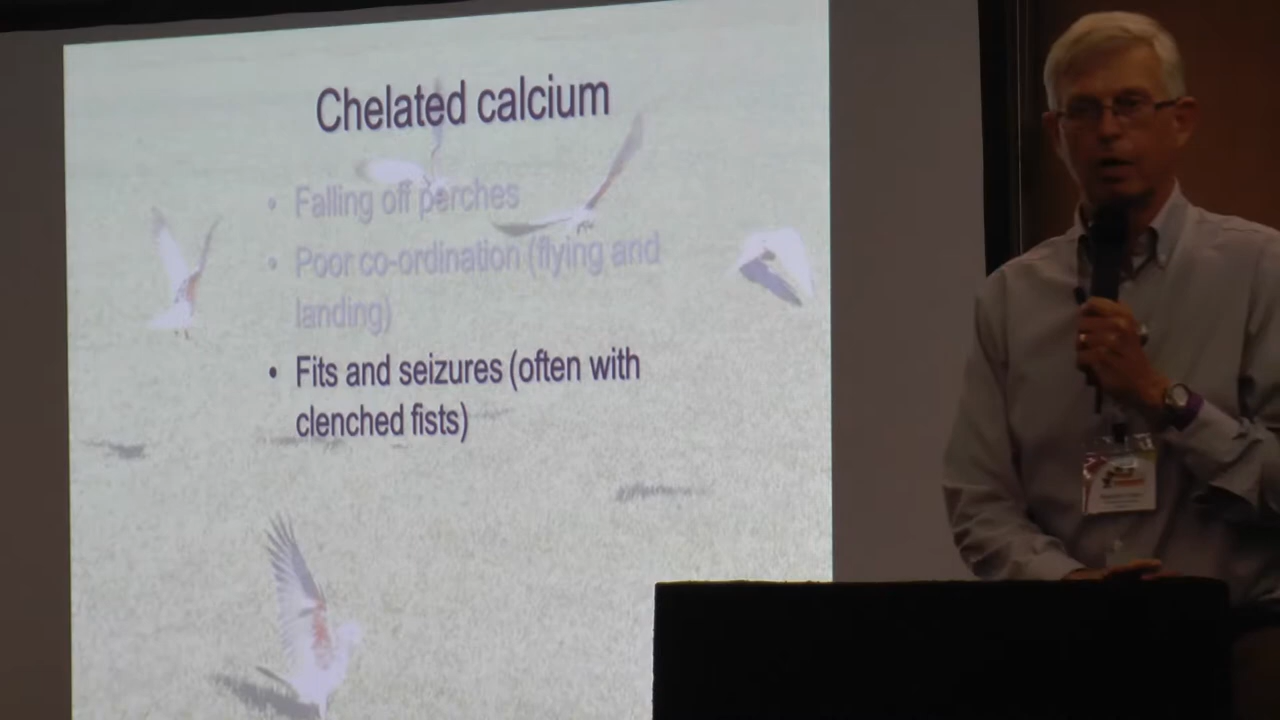 Chelated calcium
• Falling off perches
• Poor co-ordination (flying and
landing)
• Fits and seizures (often with
clenched fists)